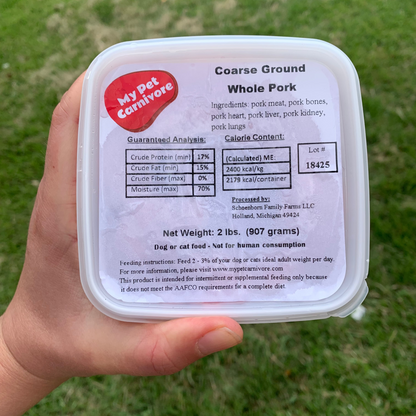 My Pet
Carnivore
Coarse Ground
Whole Pork
Ingredients: pork meat, pork bones,
pork heart, pork liver, pork kidney,
pork lungs
Guaranteed Analysis:
Crude Protein (min) 17%
Crude Fat (min) 15%
Crude Fiber (max) 0%
Moisture (max) 70%
Calorie Content:
(Calculated) ME:
2400 kcal/kg
2179 kcal/container
Lot #
18425
Processed by:
Scheenhorn Family Farms LLC
Holland, Michigan 49424
Net Weight: 2 lbs. (907 grams)
Dog or cat food - Not for human consumption
Feeding instructions: Feed 2 - 3% of your dog or cats ideal adult weight per day.
For more information, please visit www.mypetcarnivore.com
This product is intended for intermittent or supplemental feeding only because
it does not meet the AAFCO requirements for a complete diet.